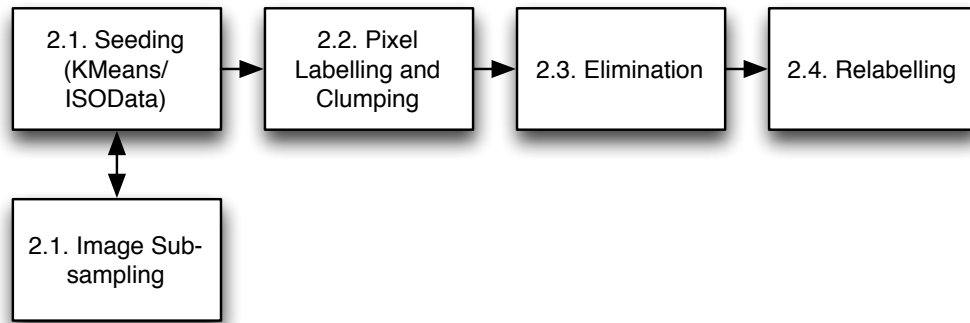 2.1. Seeding
(KMeans/
ISOData)
2.2. Pixel
Labelling and
Clumping
2.3. Elimination
2.4. Relabelling
2.1. Image Sub-
sampling